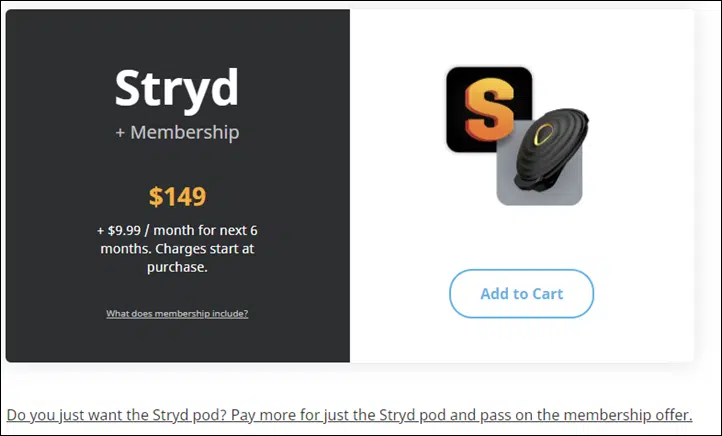 Stryd
+ Membership
$149
+ $9.99 / month for next 6
months. Charges start at
purchase.
What does membership include?
S
Add to Cart
Do you just want the Stryd pod? Pay more for just the Stryd pod and pass on the membership offer.